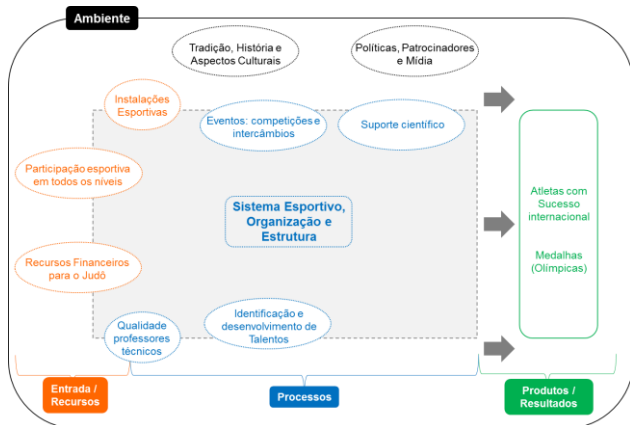 Ambiente
Tradição, História e
Aspectos Culturais
Políticas, Patrocinadores
e Mídia
Instalações
Esportivas
Eventos: competições e
intercâmbios
Suporte científico
Participação esportiva
em todos os níveis
Sistema Esportivo,
Organização e
Estrutura
Atletas com
Sucesso
internacional
Recursos Financeiros
para o Judô
Medalhas
(Olímpicas)
Qualidade
professores
técnicos
Identificação e
desenvolvimento de
Talentos
Entrada /
Recursos
Processos
Produtos /
Resultados